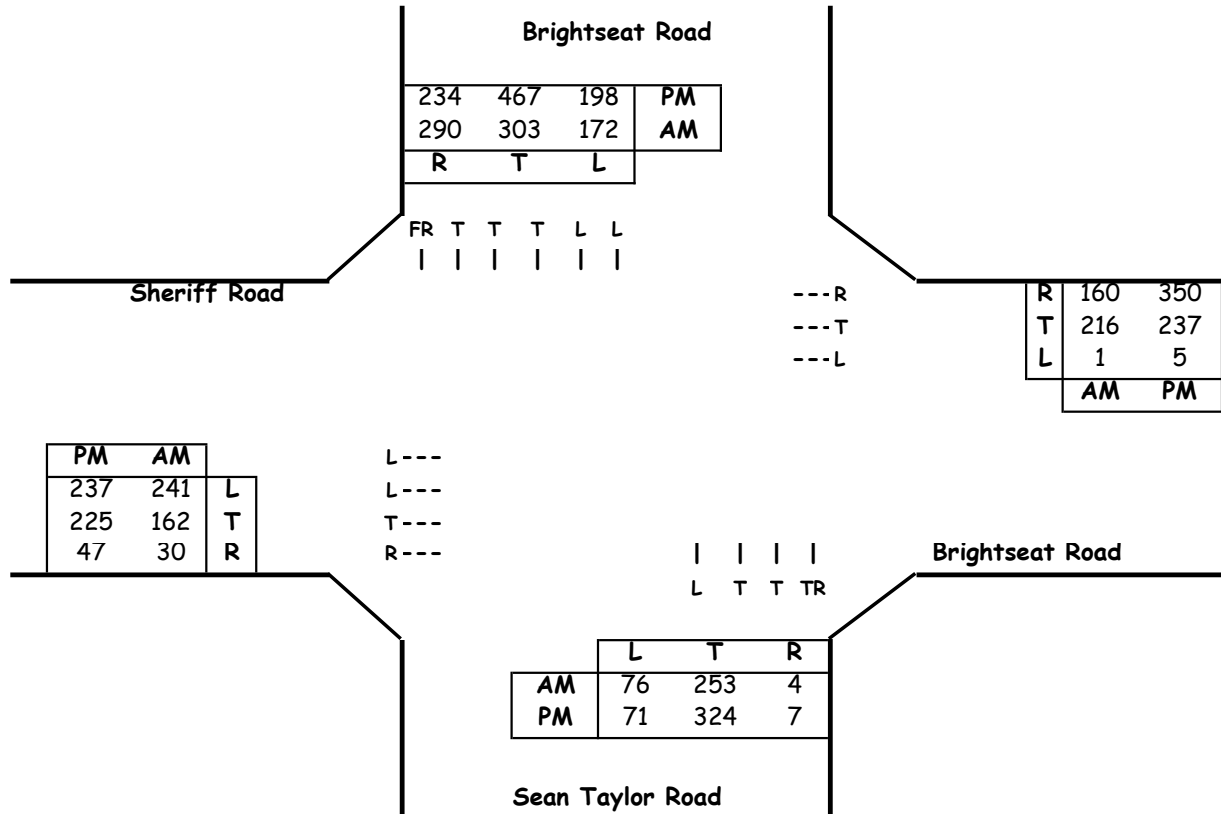 Brightseat Road
234 467 198 PM
290 303 172 AM
R T L
FR T T T L L
Sheriff Road
---R
---T
---L
R 160 350
T 216 237
L 1 5
AM PM
PM AM
237 241 L
225 162 T
47 30 R
L---
L---
T---
R---
Brightseat Road
L T T TR
L T R
AM 76 253 4
PM 71 324 7
Sean Taylor Road